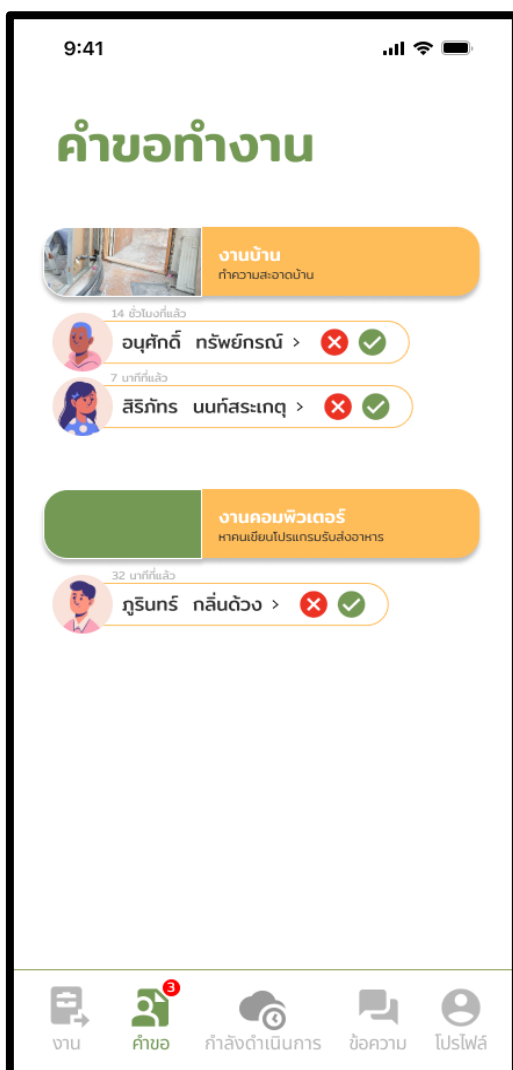 9:41
คำขอทำงาน
งานบ้าน
ทำความสะอาดบ้าน
14 ชั่วโมงที่แล้ว
อนุศักดิ์ ทรัพย์กรณ์ >
7 นาทีที่แล้ว
สิริภัทร นนท์สระเกตุ >
งานคอมพิวเตอร์
หาคนเขียนโปรแกรมรับส่งอาหาร
32 นาทีที่แล้ว
ภูรินทร์ กลิ่นด้วง >
3
งาน คำขอ กำลังดำเนินการ ข้อความ โปรไฟล์